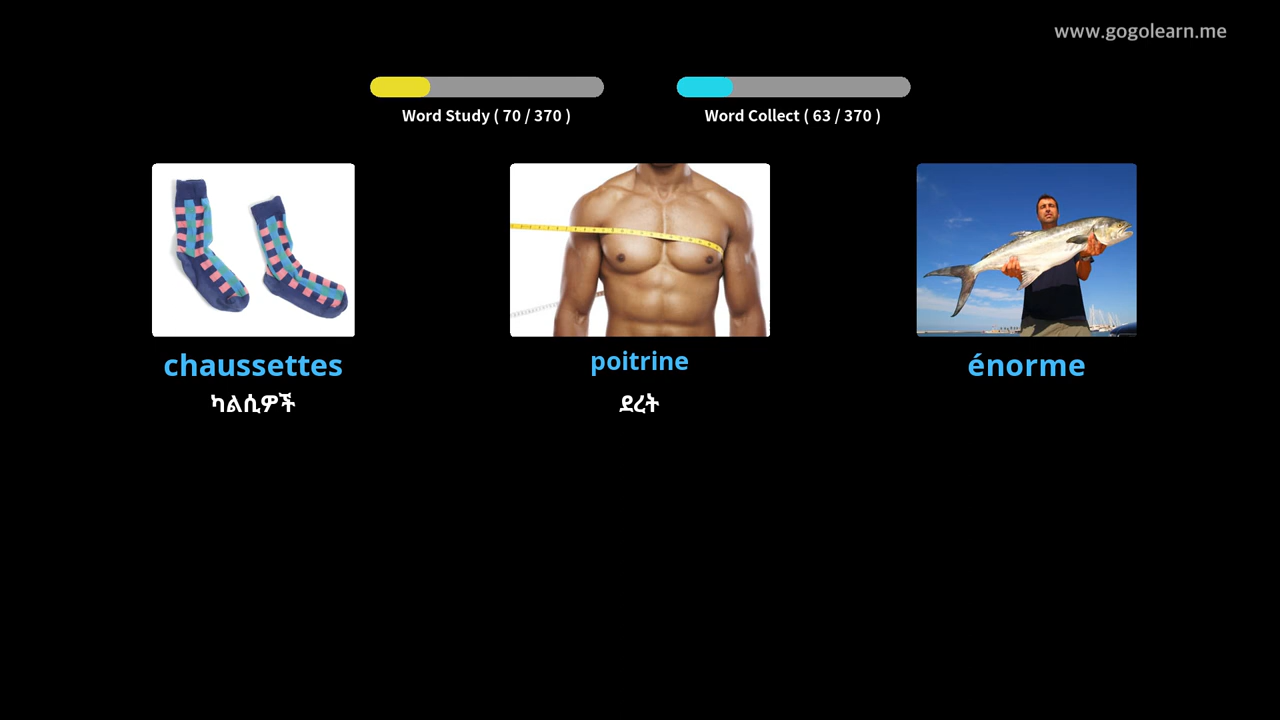 www.gogolearn.me
Word Study ( 70 / 370 )
Word Collect ( 63 / 370 )
chaussettes
ካልሲዎች
poitrine
ደረት
énorme